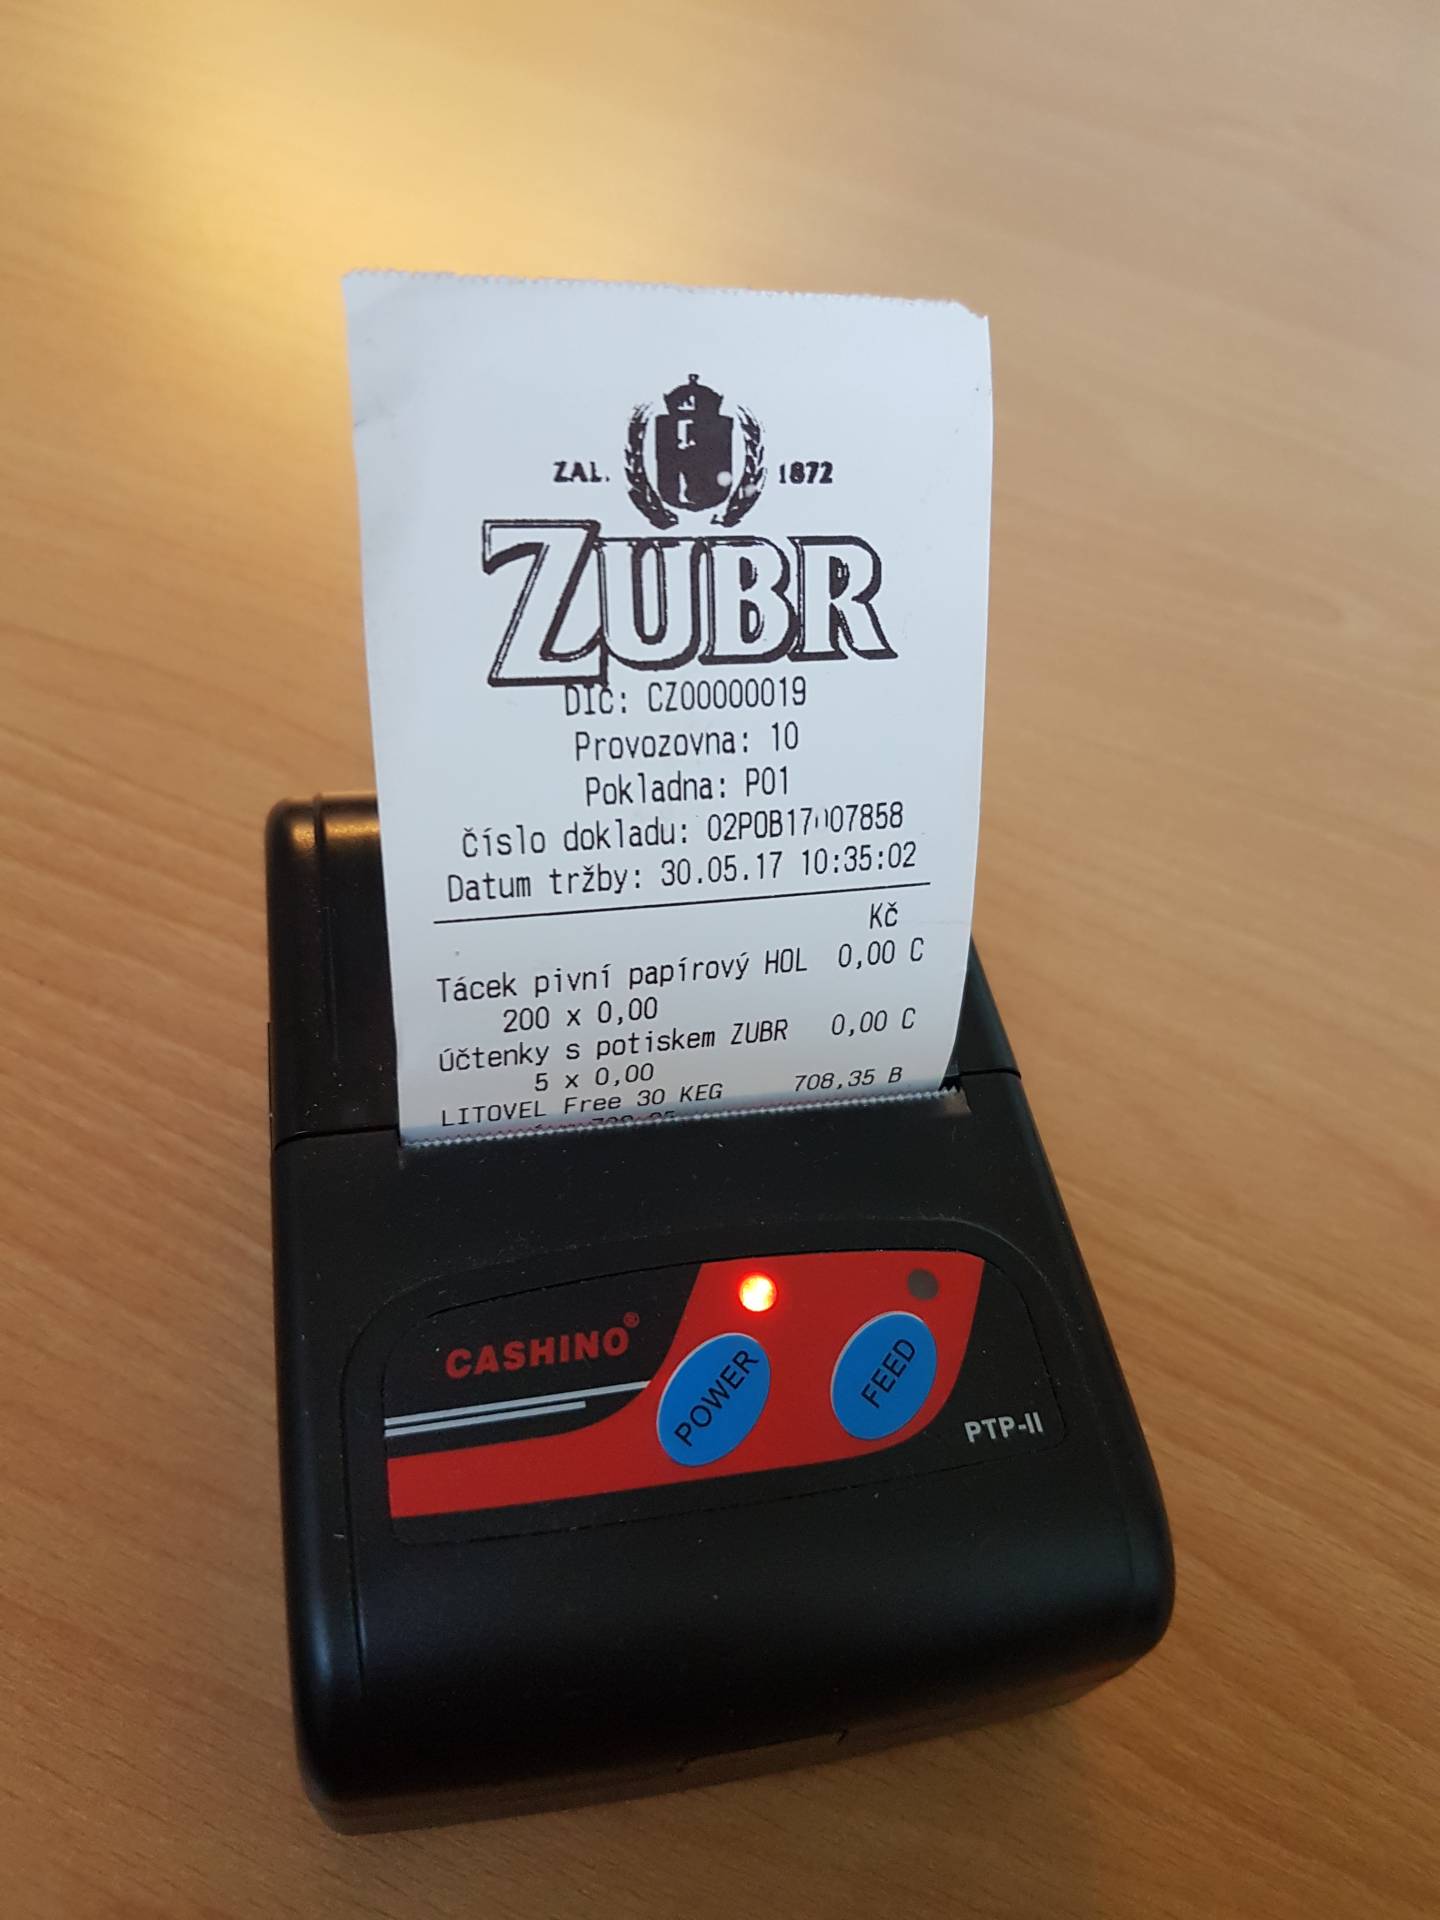 ZAL. 1872
ZUBR
DIČ: CZ00000019
Provozovna: 10
Pokladna: P01
Číslo dokladu:
Datum tržby: 30.05.17 10:35:02
Kč
Tácek pivní papírový HOL 0,00 C
200 x 0,00
Účtenky s potiskem ZUBR 0,00 C
5 x 0,00
LITOVEL Free 30 KEG 708,35 B
CASHINO®
POWER
FEED
PTP-II